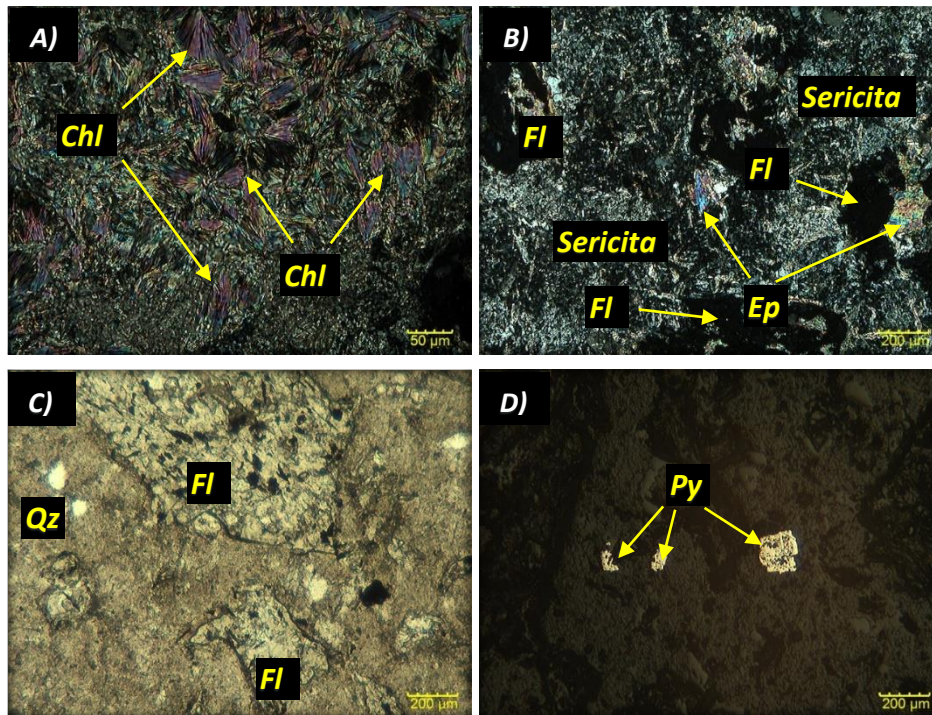 A)
Chl
Chl
50 µm
B)
Sericita
Fl
Fl
Sericita
Fl
Ep
200 µm
C)
Fl
Qz
Fl
200 µm
D)
Py
200 µm